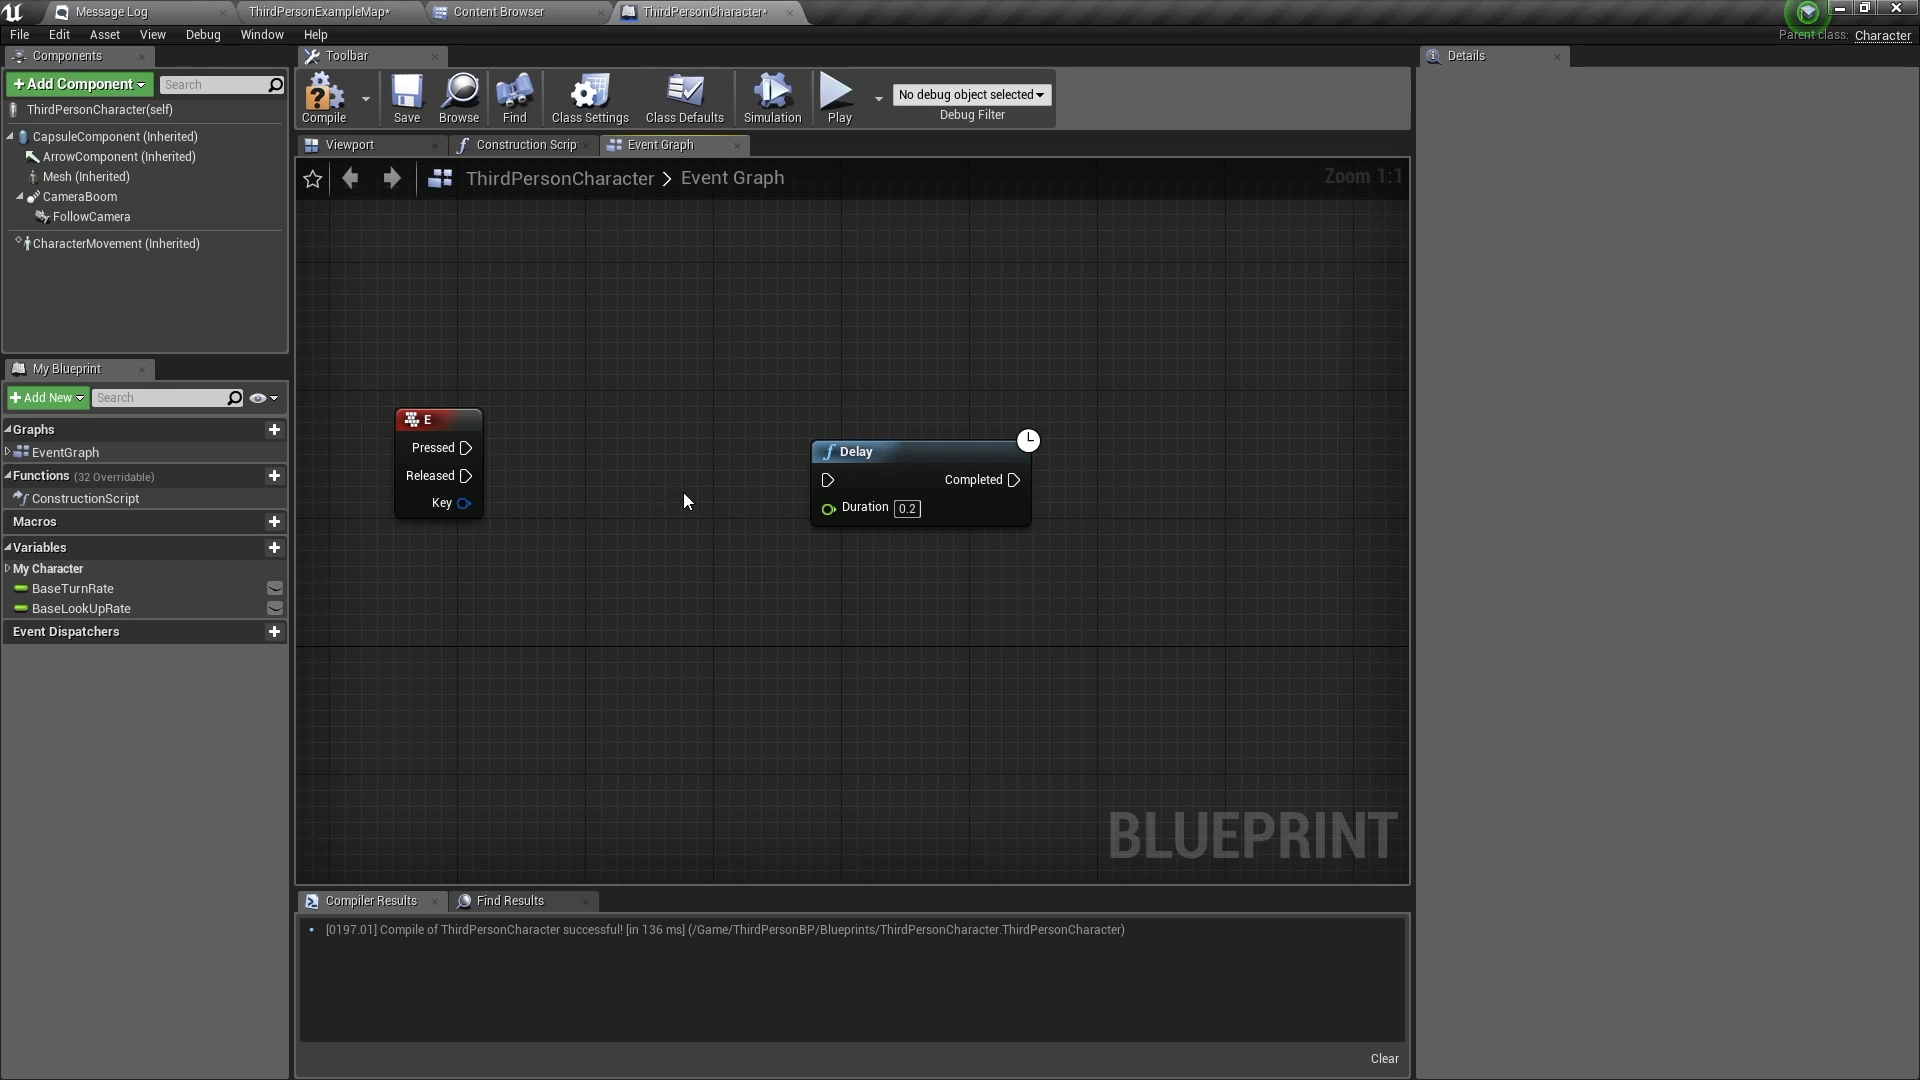 Message Log
ThirdPersonExampleMap*
Content Browser
ThirdPersonCharacter*
File
Edit
Asset
View
Debug
Window
Help
Parent class: Character
Components
+ Add Component
Search
ThirdPersonCharacter(self)
CapsuleComponent (Inherited)
ArrowComponent (Inherited)
Mesh (Inherited)
CameraBoom
FollowCamera
CharacterMovement (Inherited)
My Blueprint
+ Add New
Search
Graphs
EventGraph
Functions (32 Overridable)
ConstructionScript
Macros
Variables
My Character
BaseTurnRate
BaseLookUpRate
Event Dispatchers
Toolbar
Compile
Save
Browse
Find
Class Settings
Class Defaults
Simulation
Play
No debug object selected
Debug Filter
Viewport
Construction Scrip
Event Graph
ThirdPersonCharacter > Event Graph
Zoom 1:1
E
Pressed
Released
Key
Delay
Completed
Duration 0.2
BLUEPRINT
Compiler Results
Find Results
[0197.01] Compile of ThirdPersonCharacter successful! [in 136 ms] (/Game/ThirdPersonBP/Blueprints/ThirdPersonCharacter.ThirdPersonCharacter)
Clear
Details